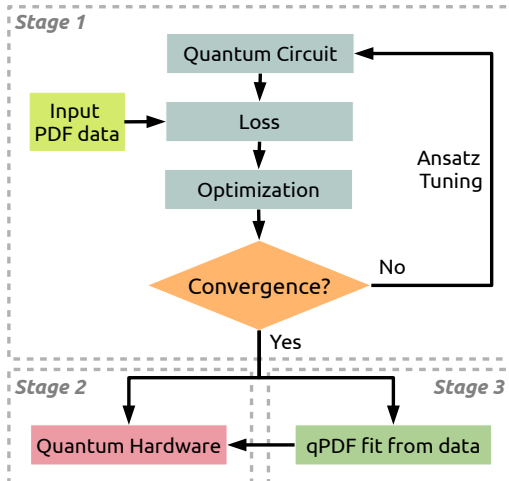 Stage 1
Quantum Circuit
Input
PDF data
Loss
Ansatz
Tuning
Optimization
No
Convergence?
Yes
Stage 2
Stage 3
Quantum Hardware
qPDF fit from data